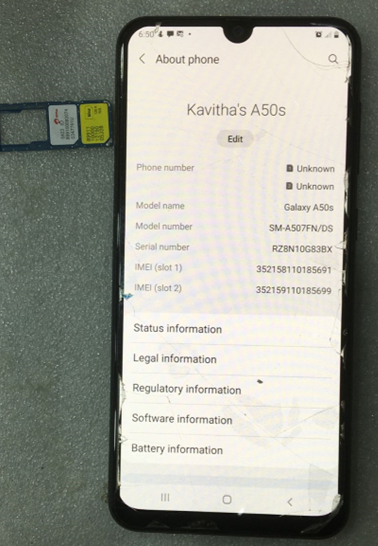 6:50
About phone
Kavitha's A50s
Edit
Phone number
Unknown
Unknown
Model name Galaxy A50s
Model number SM-A507FN/DS
Serial number RZ8N10G83BX
IMEI (slot 1) 352158110185691
IMEI (slot 2) 352159110185699
Status information
Legal information
Regulatory information
Software information
Battery information